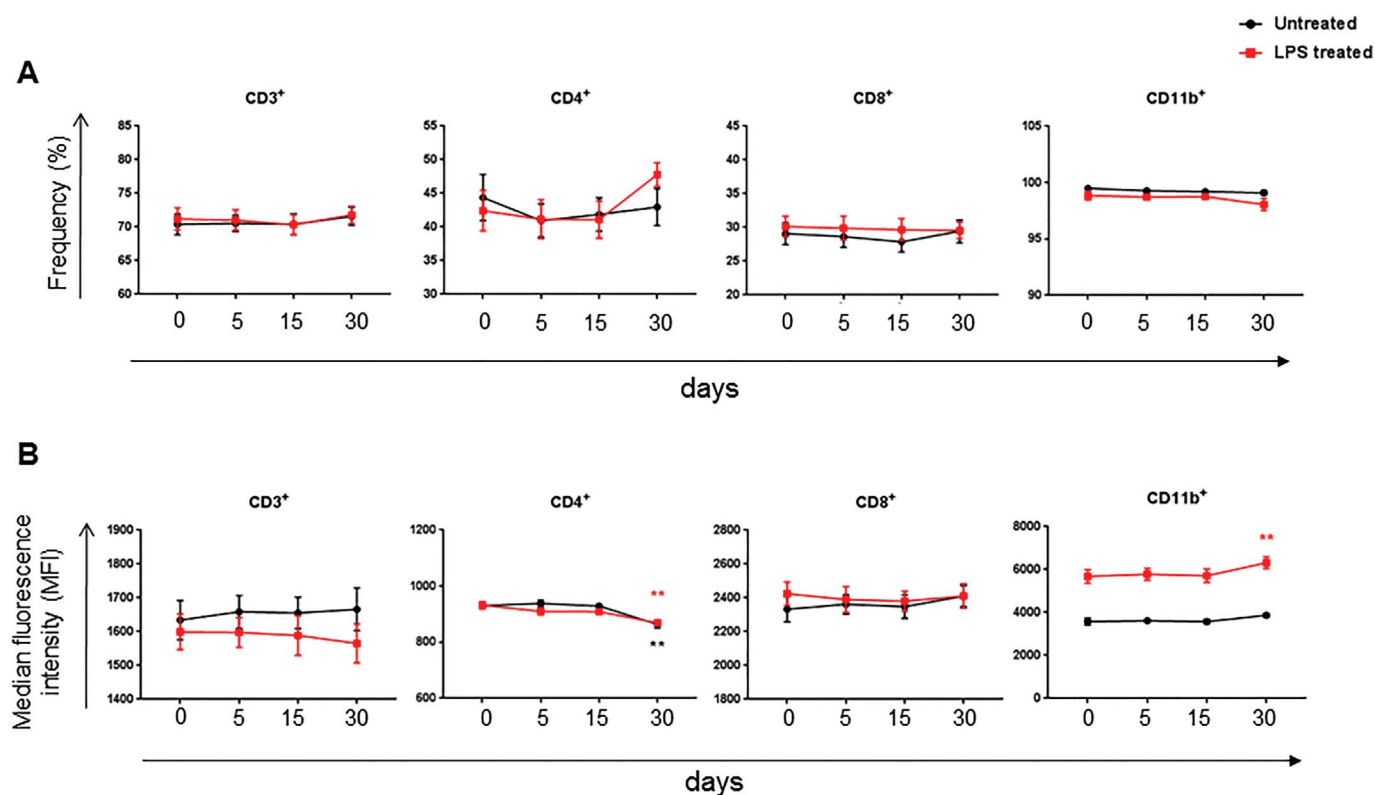 Untreated
LPS treated
A
CD3+ CD4+ CD8+ CD11b+
Frequency (%)
85 55 45 105
80 50 40
75 45 35 100
70 40 30
65 35 25 95
60 30 20 90
0 5 15 30 0 5 15 30 0 5 15 30 0 5 15 30
days
B
CD3+ CD4+ CD8+ CD11b+
Median fluorescence
intensity (MFI)
1900 1200 2800 8000
1800 2600 **
1700 1000 ** 2400 6000
1600 800 ** 2200 4000
1500 2000 2000
1400 600 1800 0
0 5 15 30 0 5 15 30 0 5 15 30 0 5 15 30
days